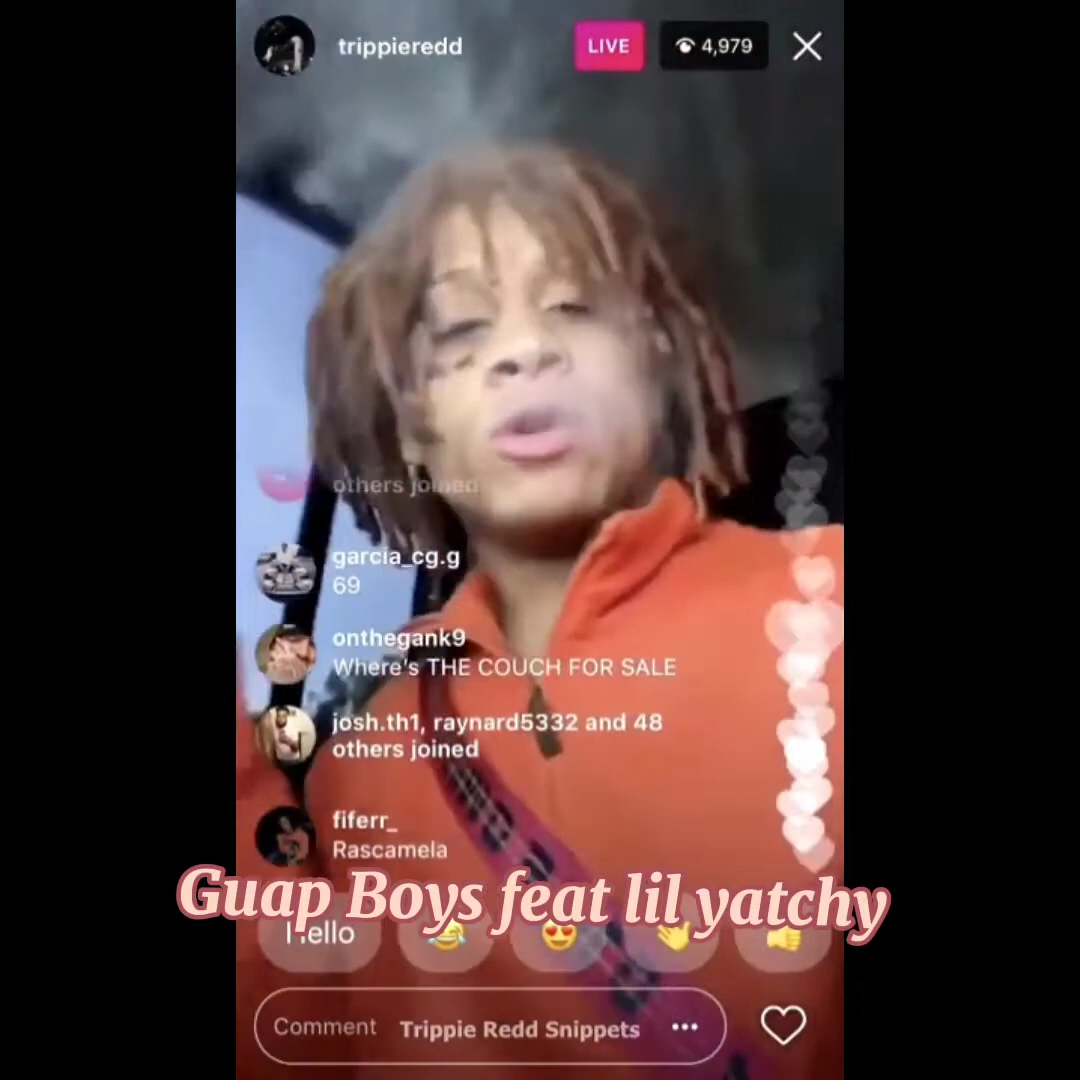 trippieredd
LIVE
4,979
others joined
garcia_cg.g
69
onthegank9
Where's THE COUCH FOR SALE
josh.th1, raynard5332 and 48
others joined
fiferr_
Rascamela
Guap Boys feat lil yatchy
Hello
Comment
Trippie Redd Snippets